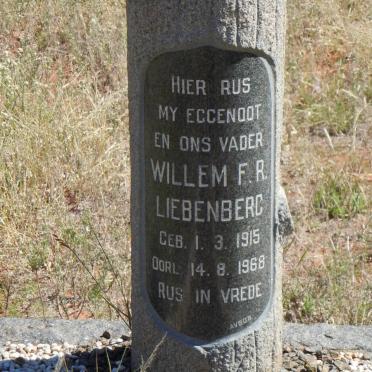 HIER RUS
MY EGGENOOT
EN ONS VADER
WILLEM F. R.
LIEBENBERG
GEB. 1. 3. 1915
OORL. 14. 8. 1968
RUS IN VREDE
AVBOB